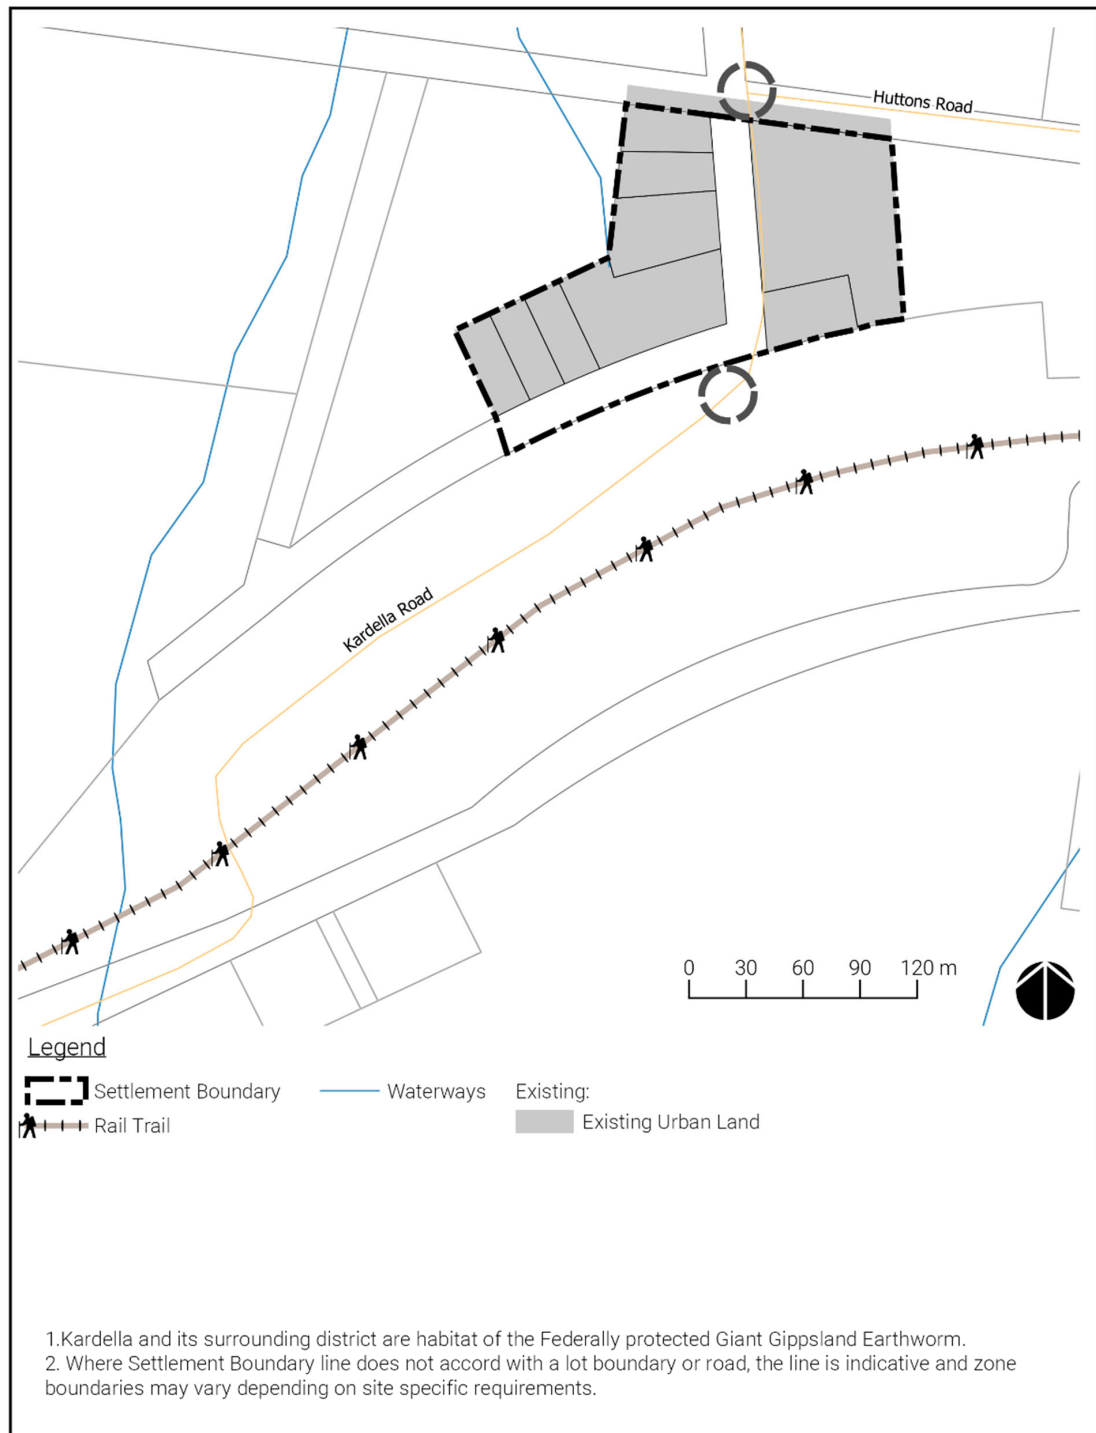 Huttons Road
Kardella Road
0 30 60 90 120 m
Legend
Settlement Boundary
Waterways
Existing:
Rail Trail
Existing Urban Land
1.Kardella and its surrounding district are habitat of the Federally protected Giant Gippsland Earthworm.
2. Where Settlement Boundary line does not accord with a lot boundary or road, the line is indicative and zone
boundaries may vary depending on site specific requirements.